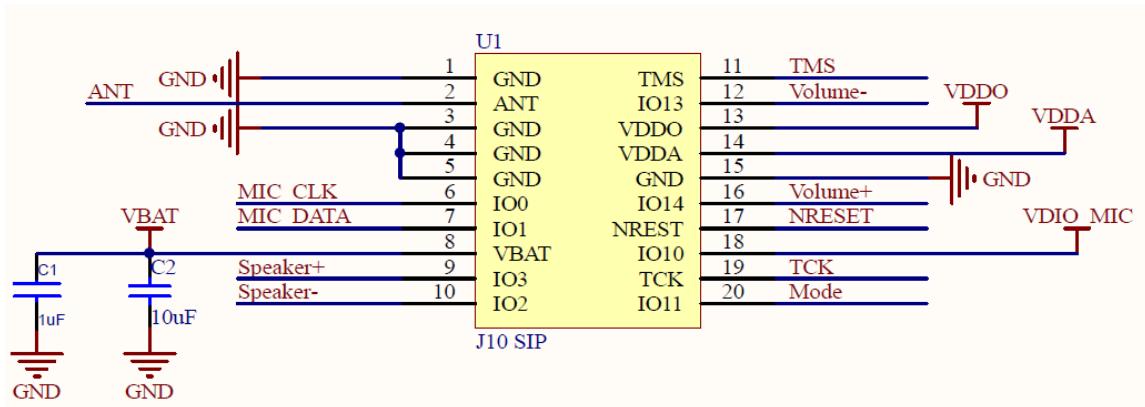 U1
GND 1 GND TMS 11 TMS
ANT 2 ANT IO13 12 Volume- VDDO
GND 3 GND VDDO 13 VDDA
4 GND VDDA 14
5 GND GND 15 GND
MIC_CLK 6 IO0 IO14 16 Volume+
VBAT MIC_DATA 7 IO1 NREST 17 NRESET VDIO_MIC
8 VBAT IO10 18
C1 C2 Speaker+ 9 IO3 TCK 19 TCK
Speaker- 10 IO2 IO11 20 Mode
1uF 10uF
J10 SIP
GND GND